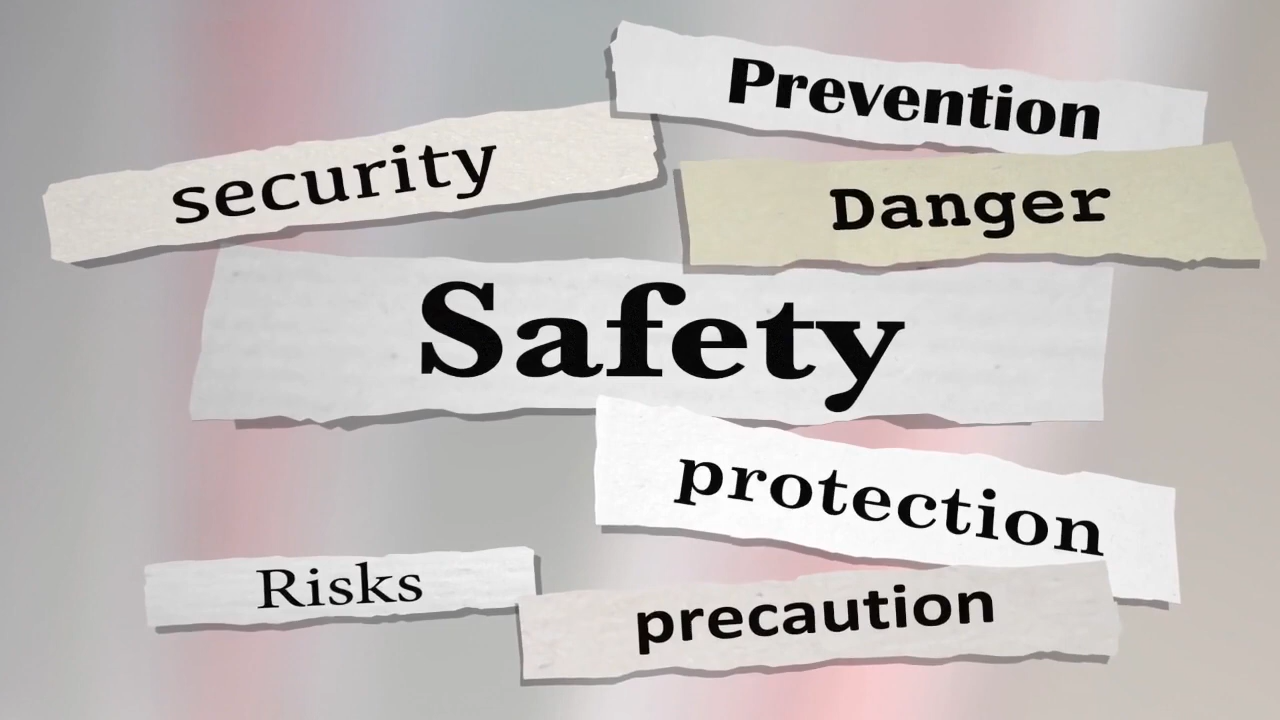 Prevention
security
Danger
Safety
protection
Risks
precaution